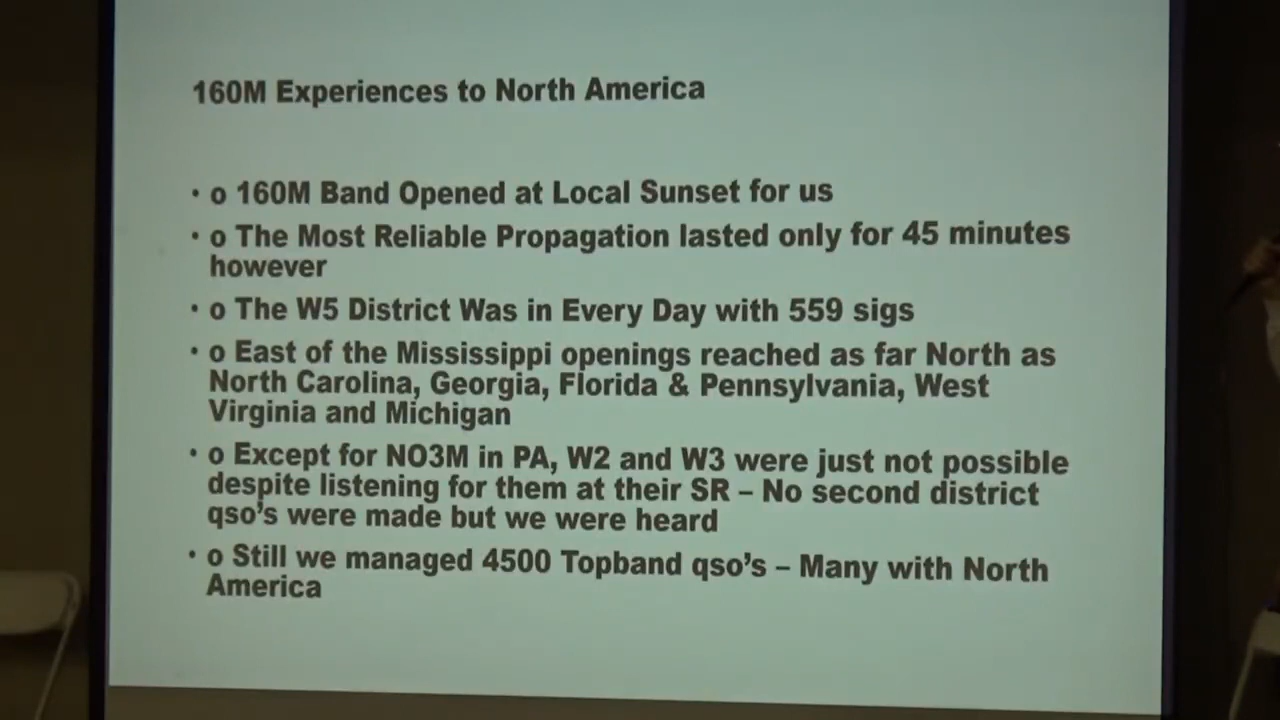 160M Experiences to North America
• o 160M Band Opened at Local Sunset for us
• o The Most Reliable Propagation lasted only for 45 minutes
however
• o The W5 District Was in Every Day with 559 sigs
• o East of the Mississippi openings reached as far North as
North Carolina, Georgia, Florida & Pennsylvania, West
Virginia and Michigan
• o Except for NO3M in PA, W2 and W3 were just not possible
despite listening for them at their SR – No second district
qso's were made but we were heard
• o Still we managed 4500 Topband qso's – Many with North
America